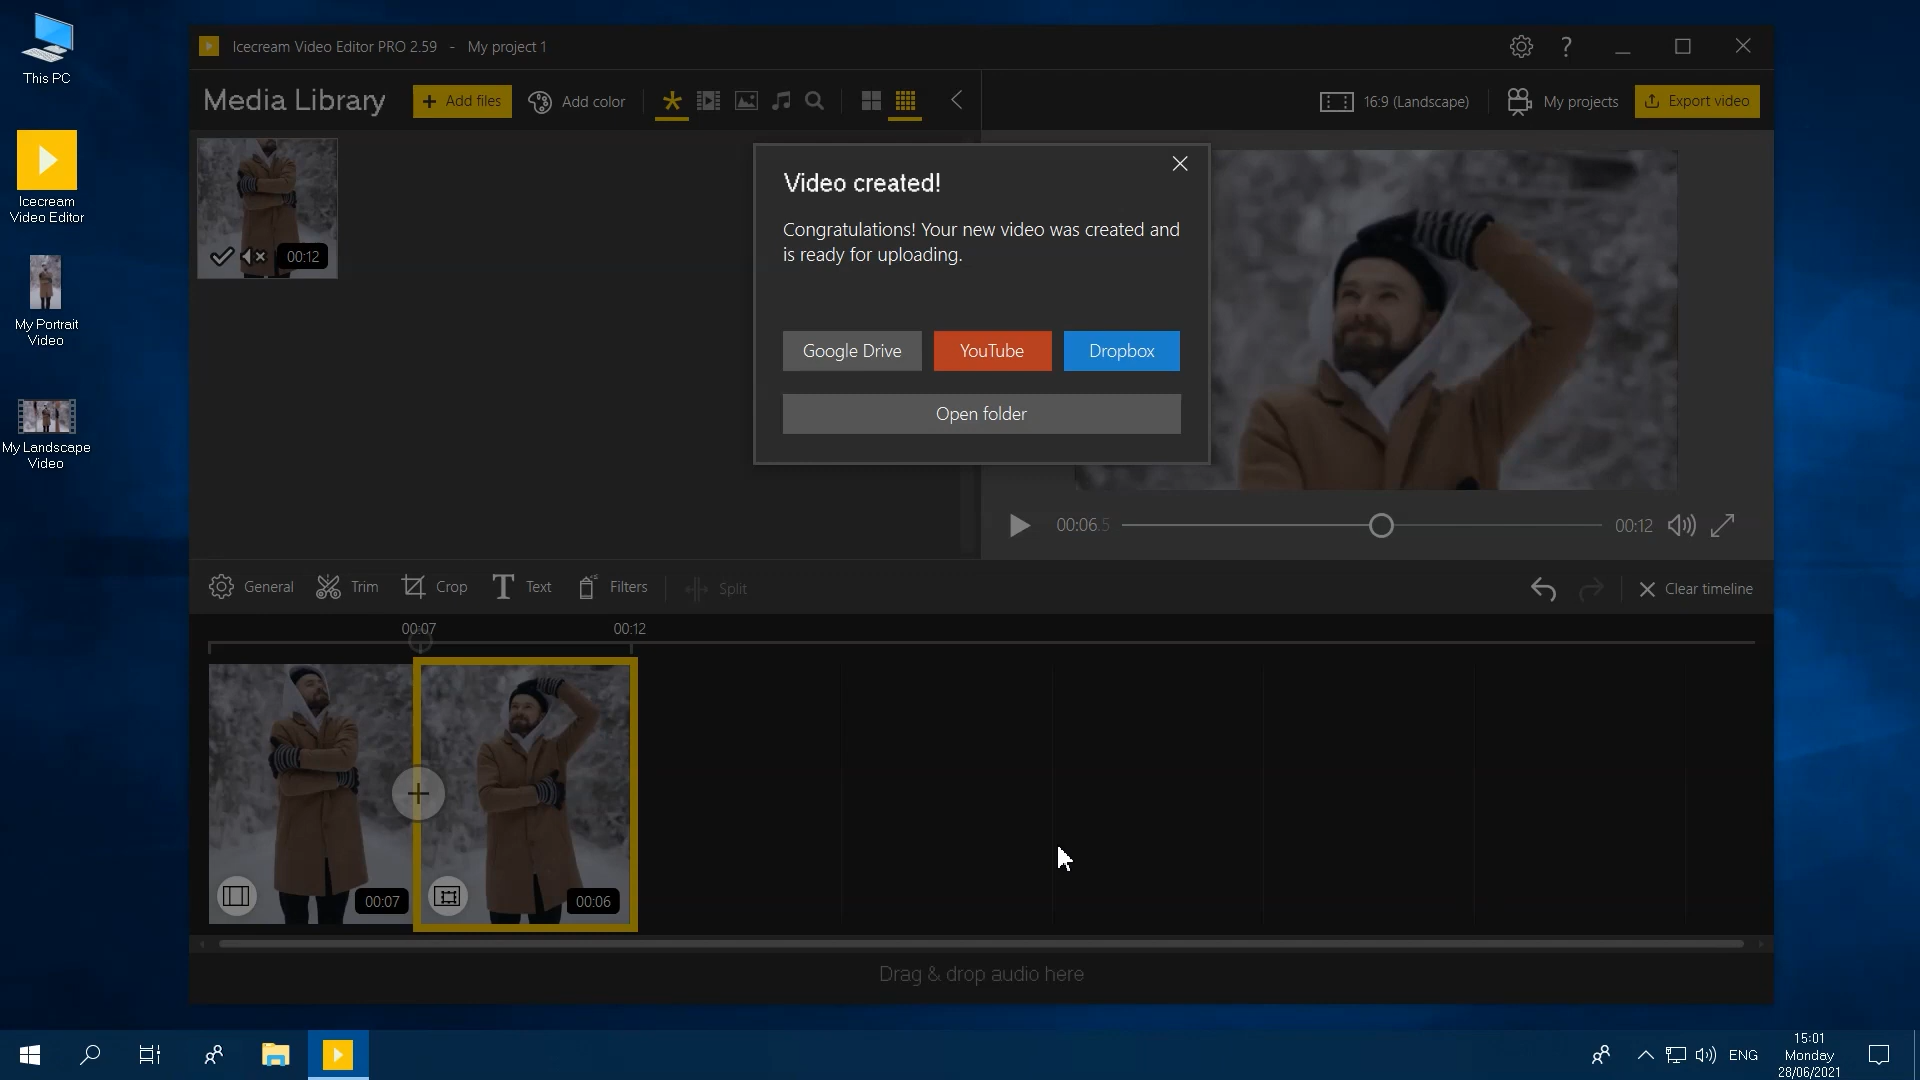 This PC
Icecream
Video Editor
My Portrait
Video
My Landscape
Video
Icecream Video Editor PRO 2.59 - My project 1
?
Media Library
Add files
Add color
16:9 (Landscape)
My projects
Export video
00:12
Video created!
Congratulations! Your new video was created and
is ready for uploading.
Google Drive
YouTube
Dropbox
Open folder
00:06.5
00:12
General
Trim
Crop
Text
Filters
Split
Clear timeline
00:07
00:12
00:07
00:06
Drag & drop audio here
ENG
15:01
Monday
28/06/2021